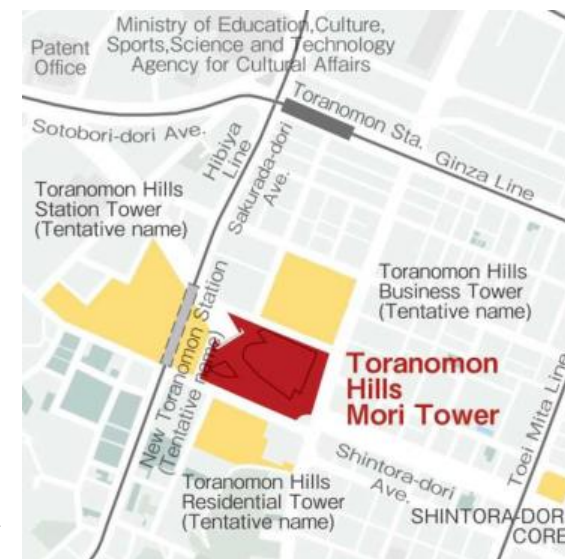 Ministry of Education,Culture,
Sports,Science and Technology
Agency for Cultural Affairs
Patent
Office
Toranomon Sta.
Ginza Line
Sotobori-dori Ave.
Hibiya
Line
Sakurada-dori
Ave.
Toranomon Hills
Station Tower
(Tentative name)
Toranomon Hills
Business Tower
(Tentative name)
New Toranomon Station
(Tentative name)
Toranomon
Hills
Mori Tower
Toei Mita Line
Shintora-dori
Ave.
Toranomon Hills
Residential Tower
(Tentative name)
SHINTORA-DORI
CORE